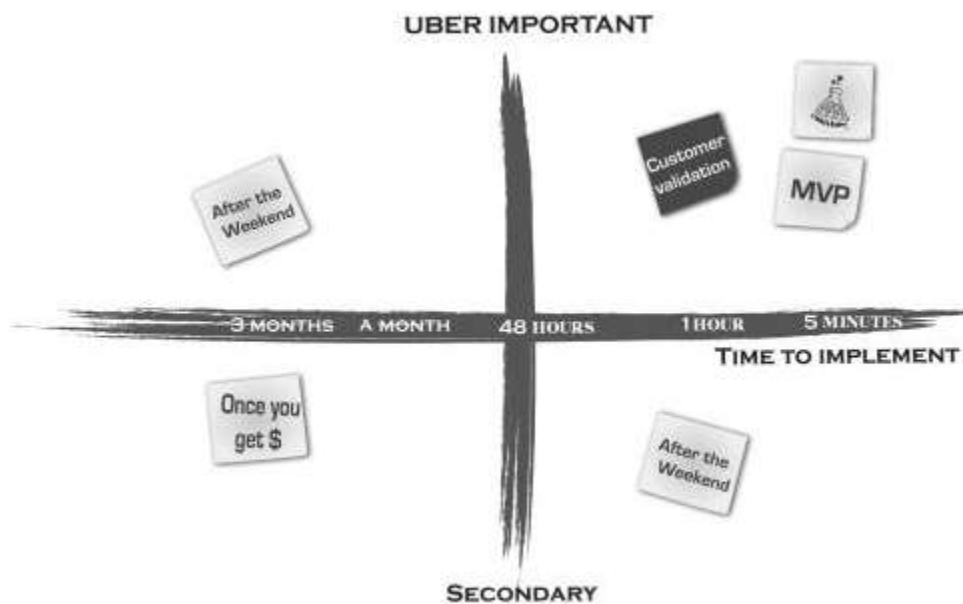 UBER IMPORTANT
Customer
validation
MVP
After the
Weekend
3 MONTHS A MONTH 48 HOURS 1 HOUR 5 MINUTES
TIME TO IMPLEMENT
Once you
get $
After the
Weekend
SECONDARY